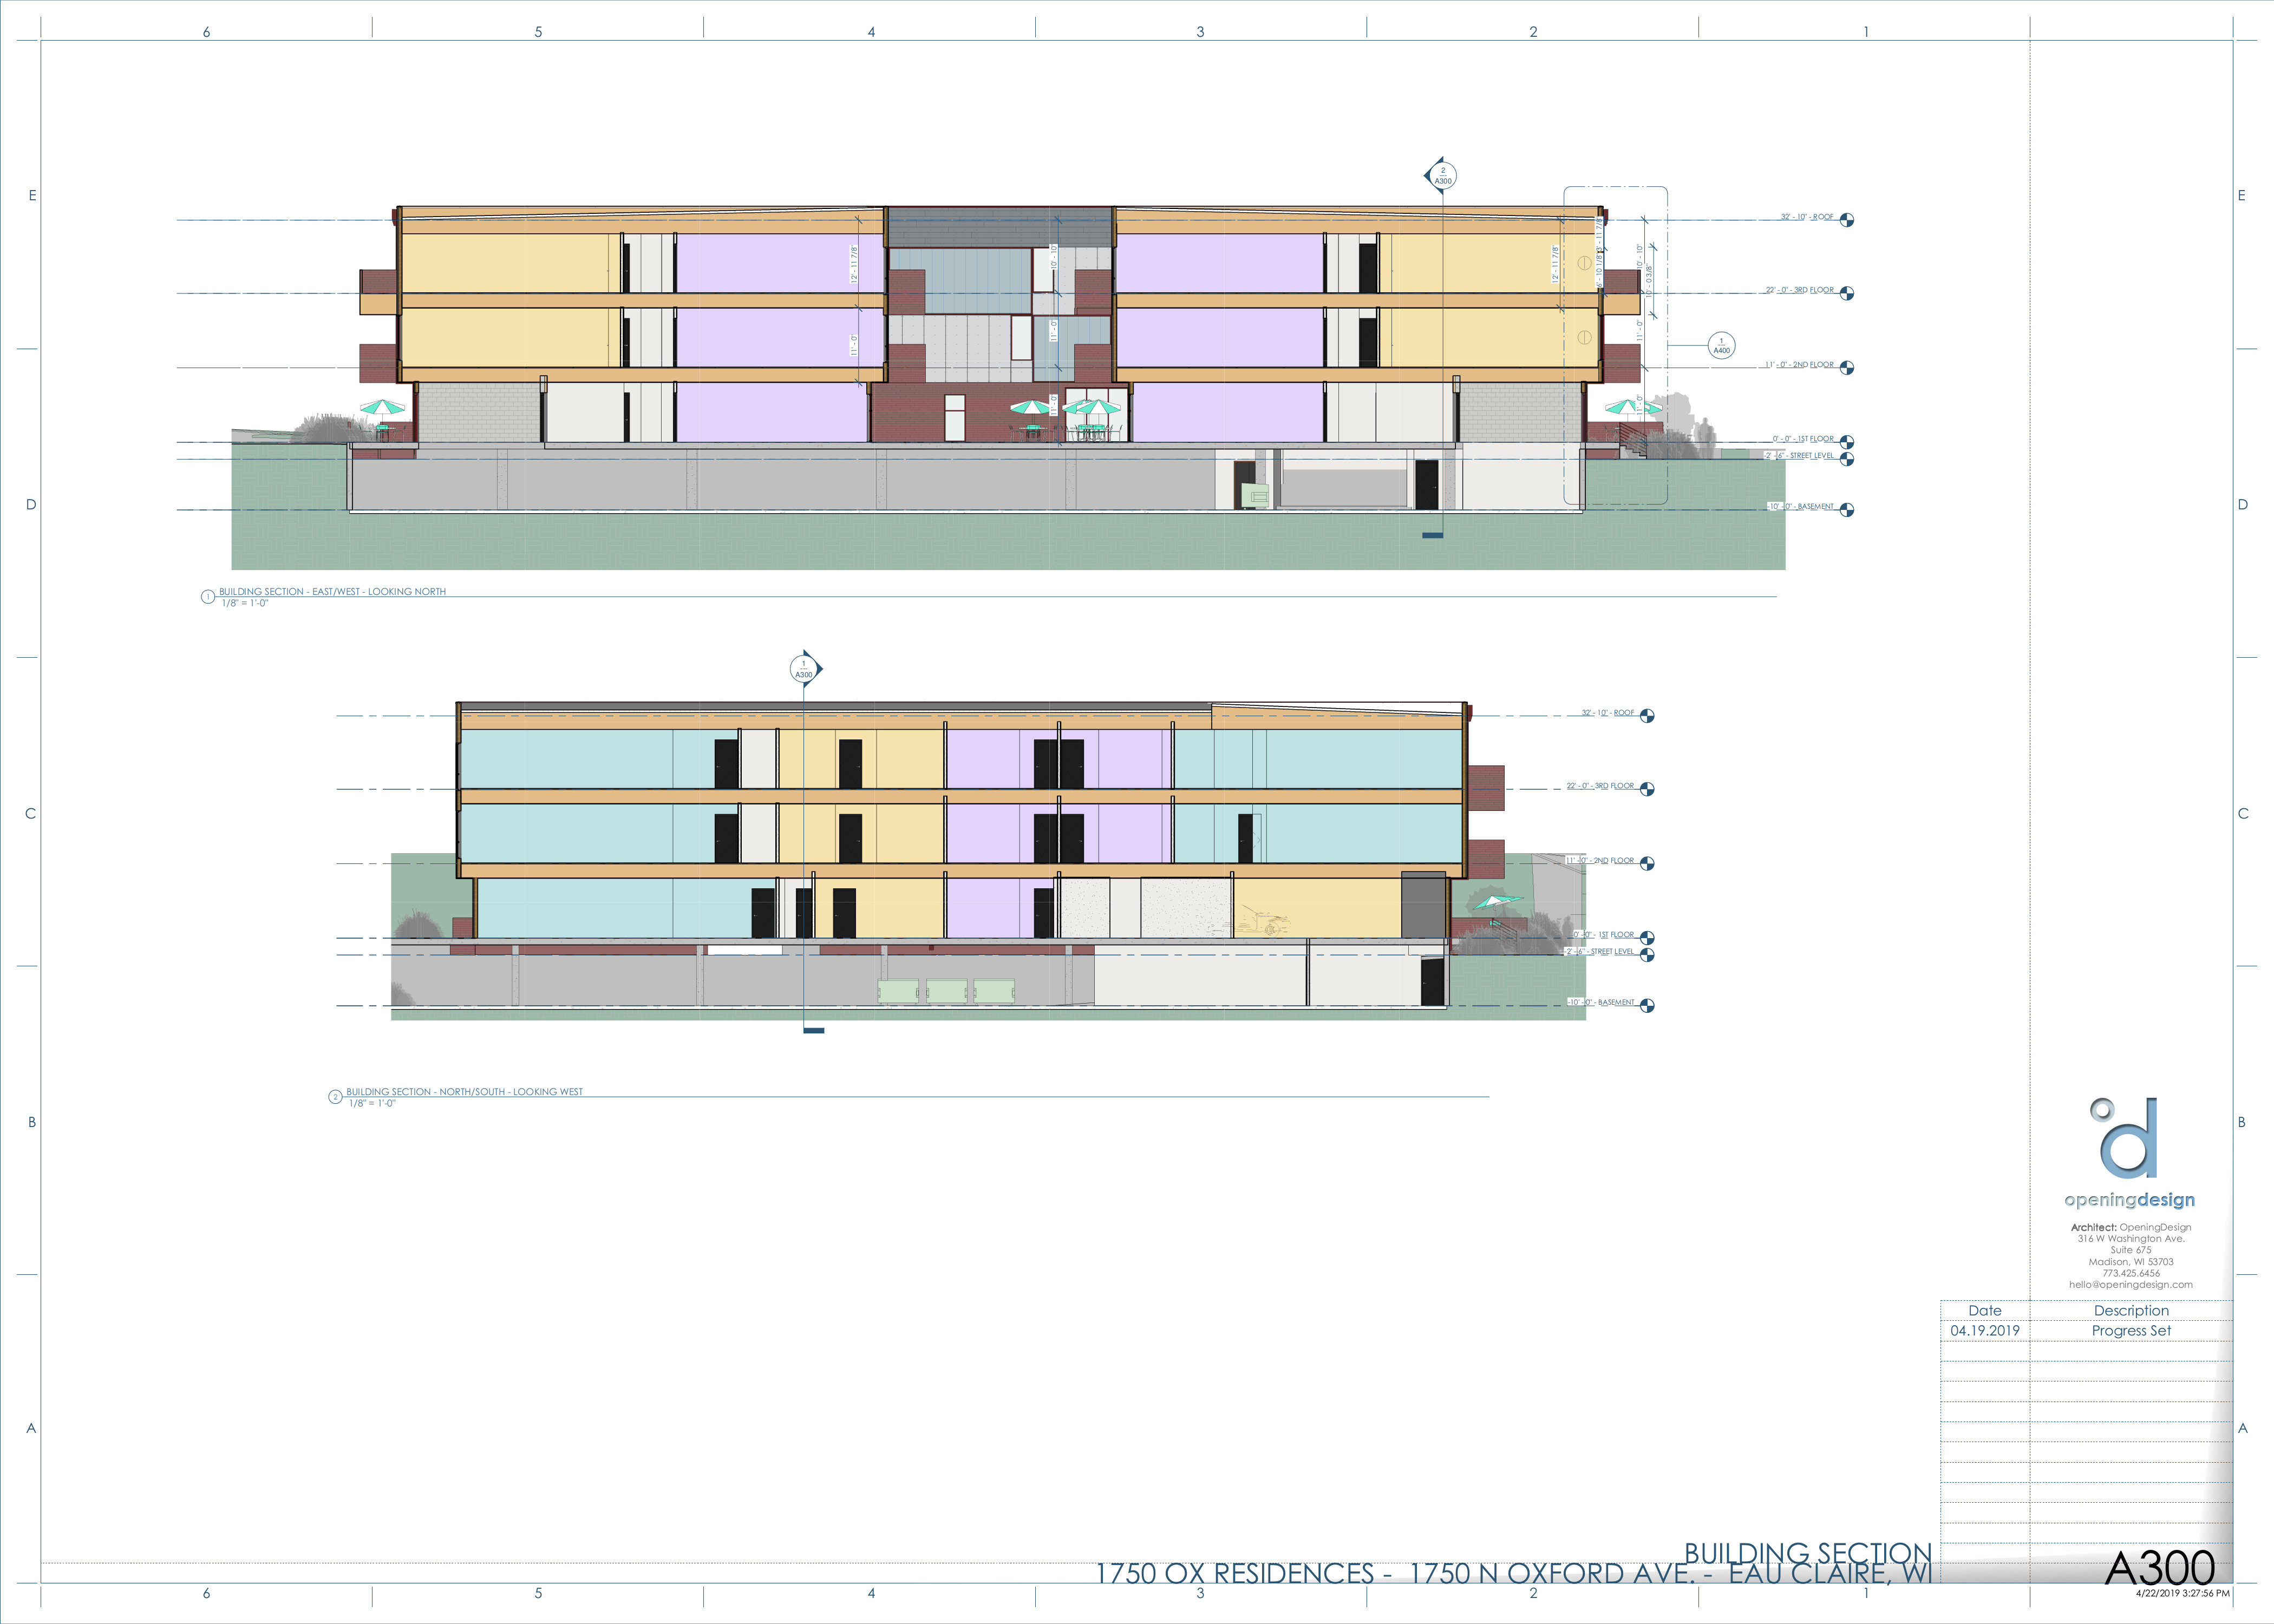 6 5 4 3 2 1
E E
2
A300
32' - 10" - ROOF
12' - 11 7/8"
10' - 10"
12' - 11 7/8"
10' - 10"
10' - 0 3/8"
22' - 0" - 3RD FLOOR
11' - 0"
11' - 0"
11' - 0"
1
A400
11' - 0" - 2ND FLOOR
11' - 0"
11' - 0"
0' - 0" - 1ST FLOOR
-2' -6" - STREET LEVEL
D D
-10' -0" - BASEMENT
1
BUILDING SECTION - EAST/WEST - LOOKING NORTH
1/8" = 1'-0"
1
A300
32' - 10" - ROOF
22' - 0" - 3RD FLOOR
C C
11' - 0" - 2ND FLOOR
0' - 0" - 1ST FLOOR
-2' -6" - STREET LEVEL
-10' -0" - BASEMENT
2
BUILDING SECTION - NORTH/SOUTH - LOOKING WEST
1/8" = 1'-0"
B B
openingdesign
Architect: OpeningDesign
316 W Washington Ave.
Suite 675
Madison, WI 53703
773.425.6456
hello@openingdesign.com
Date Description
04.19.2019 Progress Set
A A
BUILDING SECTION
1750 OX RESIDENCES - 1750 N OXFORD AVE. - EAU CLAIRE, WI
A300
4/22/2019 3:27:56 PM
6 5 4 3 2 1